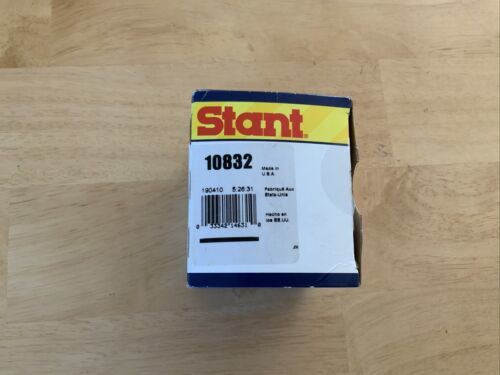 Stant
10832
Made in
U.S.A.
190410 5:26:31
Fabriqué Aux
Etats-Unis
Hecho en
los EE.UU.
0 33342 14631 0